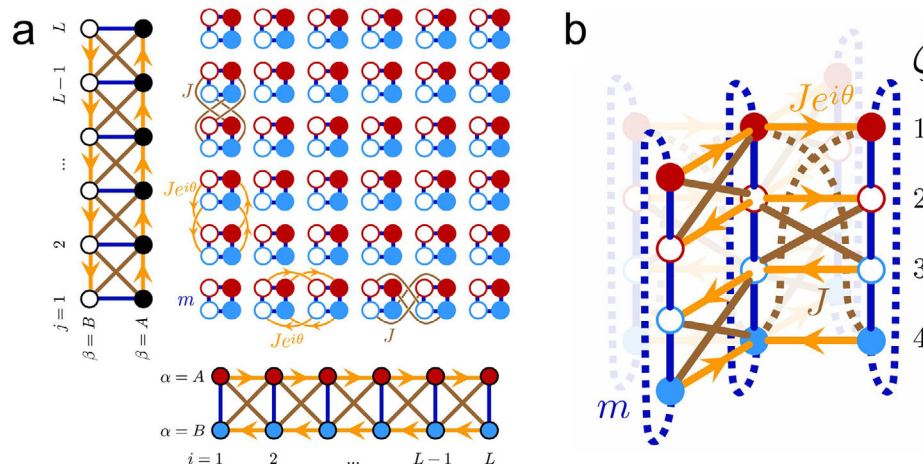 a
b
L
L − 1
...
2
j = 1
β = B
β = A
J
Je^{iθ}
m
Je^{iθ}
J
α = A
α = B
i = 1
2
...
L − 1
L
Je^{iθ}
1
2
3
4
J
m